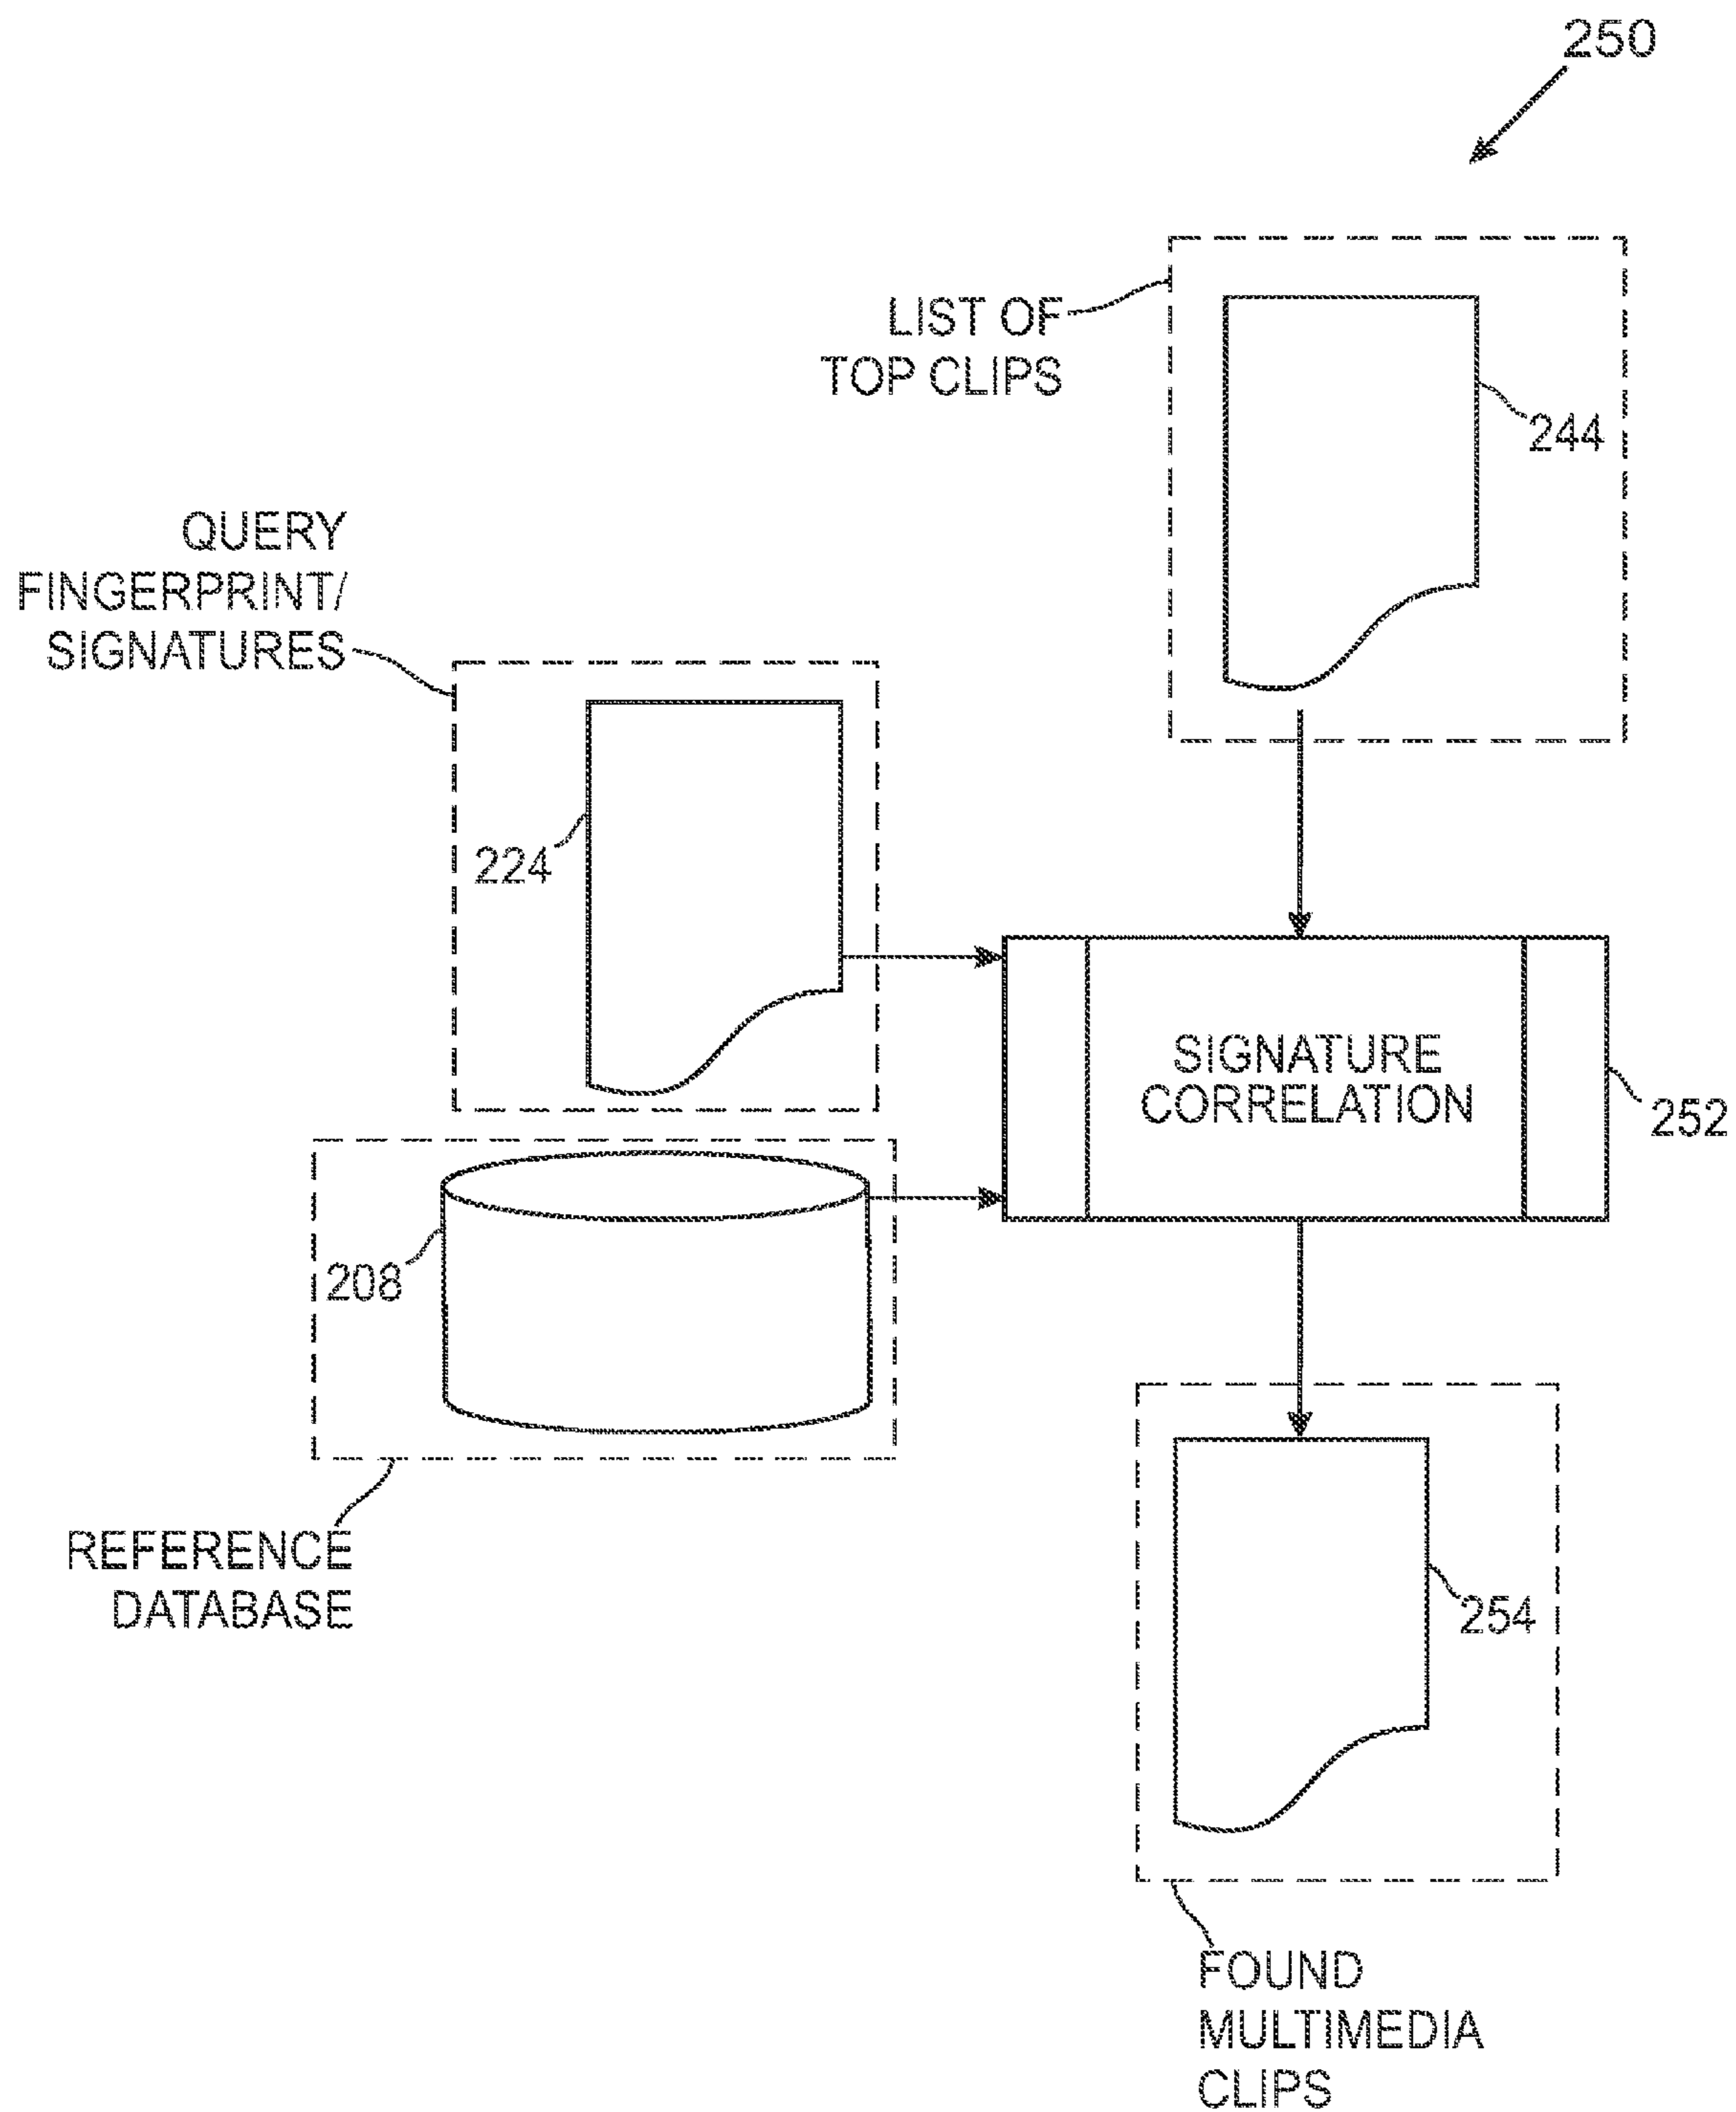 250
LIST OF
TOP CLIPS
244
QUERY
FINGERPRINT/
SIGNATURES
224
SIGNATURE
CORRELATION
252
208
REFERENCE
DATABASE
254
FOUND
MULTIMEDIA
CLIPS